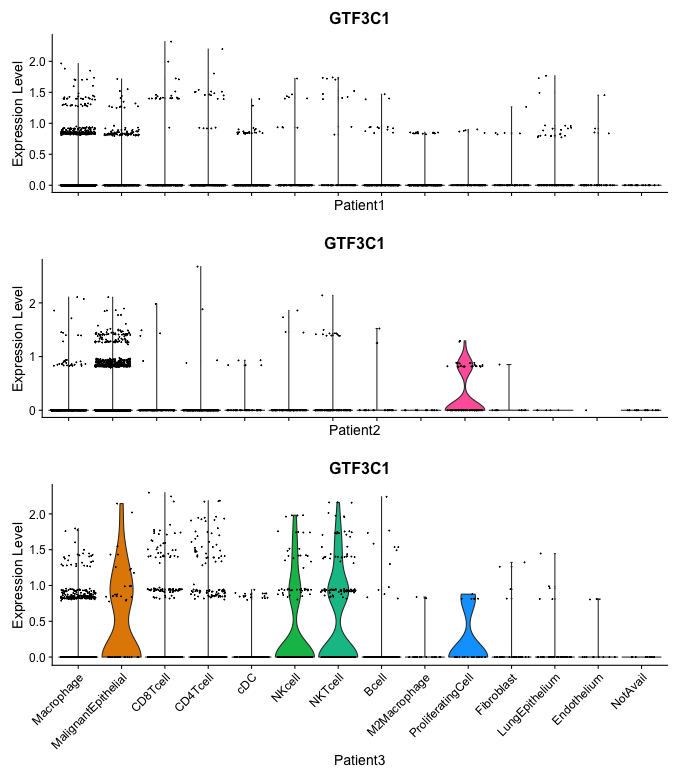 GTF3C1
Expression Level
2.0
1.5
1.0
0.5
0.0
Patient1
GTF3C1
Expression Level
2
1
0
Patient2
GTF3C1
Expression Level
2.0
1.5
1.0
0.5
0.0
Macrophage
MalignantEpithelial
CD8Tcell
CD4Tcell
cDC
NKcell
NKTcell
Bcell
M2Macrophage
ProliferatingCell
Fibroblast
LungEpithelium
Endothelium
NotAvail
Patient3